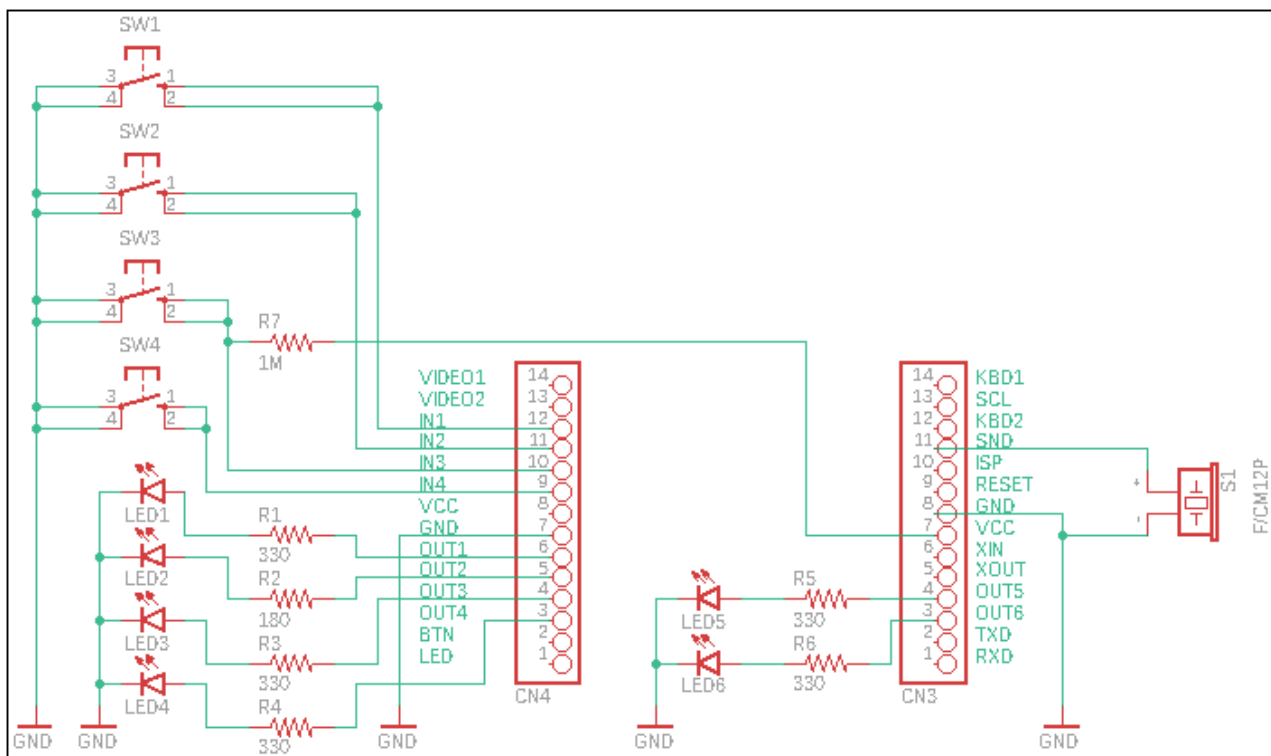 SW1
3 1
4 2
SW2
3 1
4 2
SW3
3 1
4 2
R7
1M
SW4
3 1
4 2
LED1
LED2
LED3
LED4
R1
330
R2
180
R3
330
R4
330
GND
GND
GND
VIDEO1 14
VIDEO2 13
IN1 12
IN2 11
IN3 10
IN4 9
VCC 8
GND 7
OUT1 6
OUT2 5
OUT3 4
OUT4 3
BTN 2
LED 1
CN4
LED5
LED6
R5
330
R6
330
GND
14 KBD1
13 SCL
12 KBD2
11 SND
10 ISP
9 RESET
8 GND
7 VCC
6 XIN
5 XOUT
4 OUT5
3 OUT6
2 TXD
1 RXD
CN3
GND
+
-
S1
F/CM12P